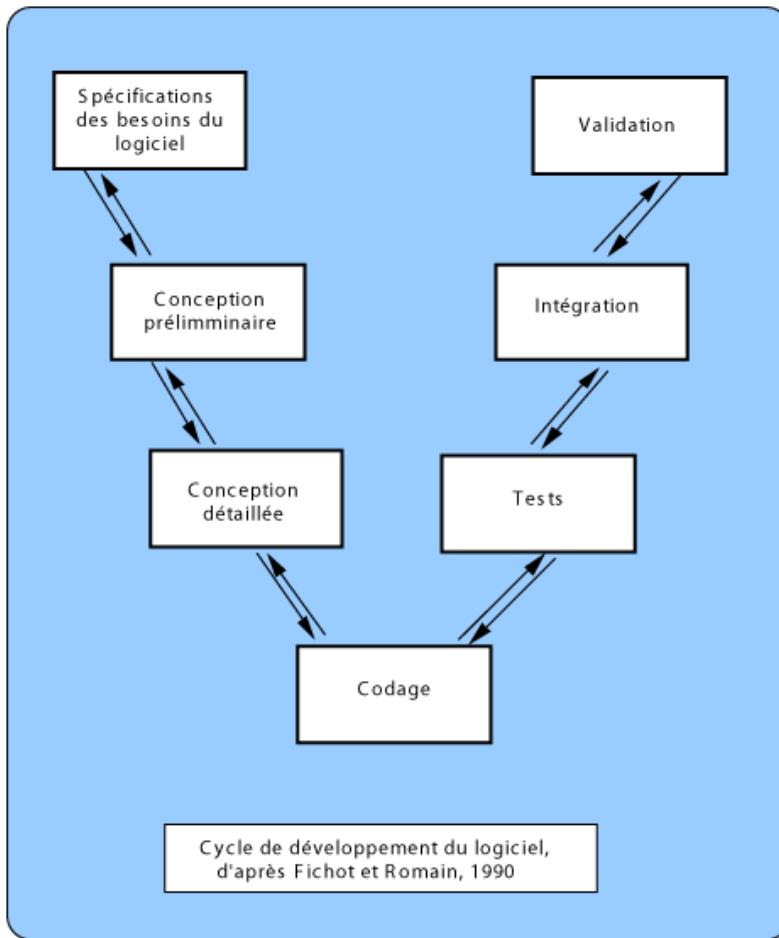 Spécifications
des besoins du
logiciel
Validation
Conception
prélimminaire
Intégration
Conception
détaillée
Tests
Codage
Cycle de développement du logiciel,
d'après Fichot et Romain, 1990